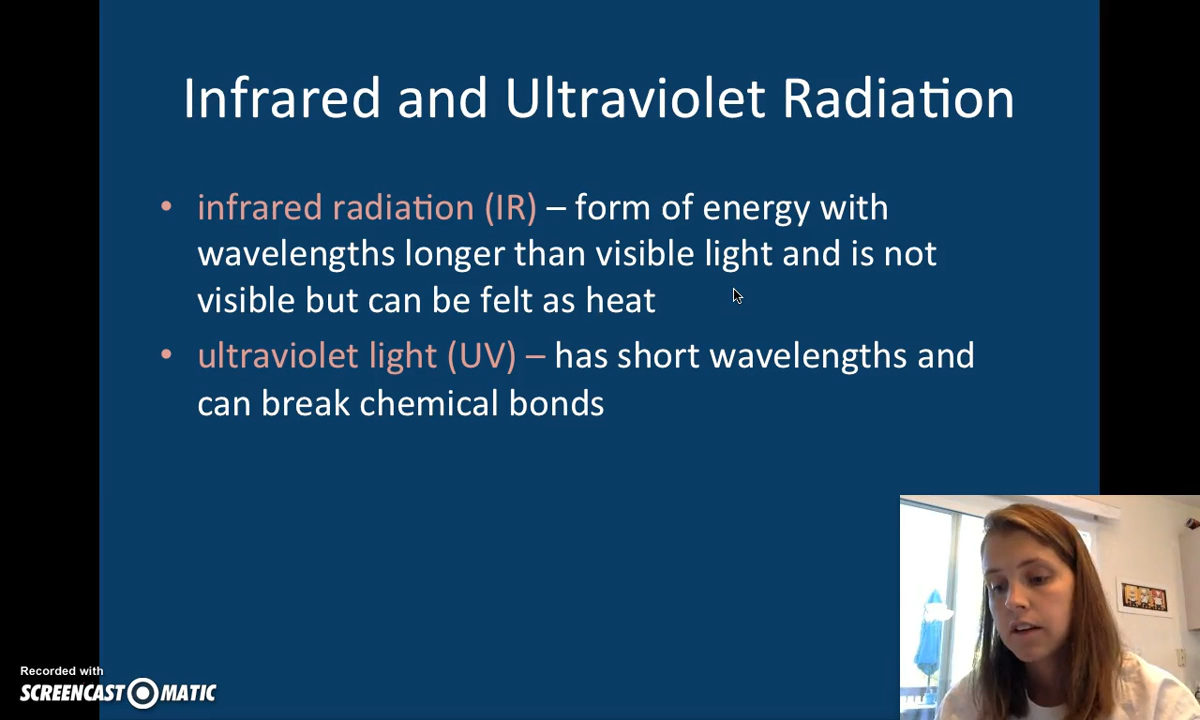 Infrared and Ultraviolet Radiation
• infrared radiation (IR) – form of energy with
wavelengths longer than visible light and is not
visible but can be felt as heat
• ultraviolet light (UV) – has short wavelengths and
can break chemical bonds
Recorded with
SCREENCAST MATIC